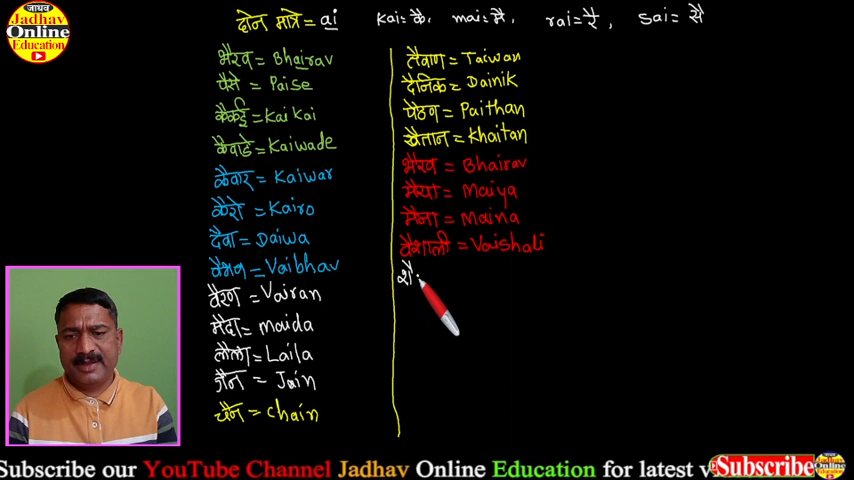 जाधव
Jadhav
Online
Education
दोन मात्रे = ai kai = कै, mai = मै, rai = रै, sai = सै
भैरव = Bhairav
पैसे = Paise
कैकई = Kaikai
कैवाडे = Kaiwade
कैवार = Kaiwar
कैरो = Kairo
दैवा = Daiwa
वैभव = Vaibhav
वैरण = Vairan
मैदा = maida
लैला = Laila
जैन = Jain
चैन = chain
तैवाण = Taiwan
दैनिक = Dainik
पैठण = Paithan
खैतान = Khaitan
भैरव = Bhairav
मैया = Maiya
मैना = Maina
वैशाली = Vaishali
शै
Subscribe our YouTube Channel Jadhav Online Education for latest v
Subscribe